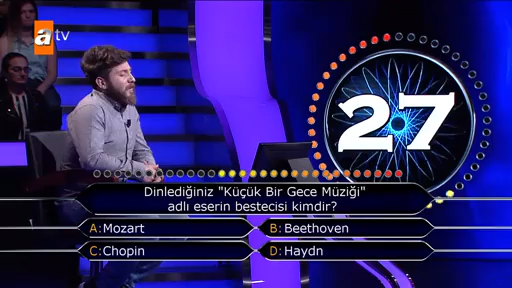 atv
27
Dinlediğiniz "Küçük Bir Gece Müziği"
adlı eserin bestecisi kimdir?
A:Mozart
B:Beethoven
C:Chopin
D:Haydn